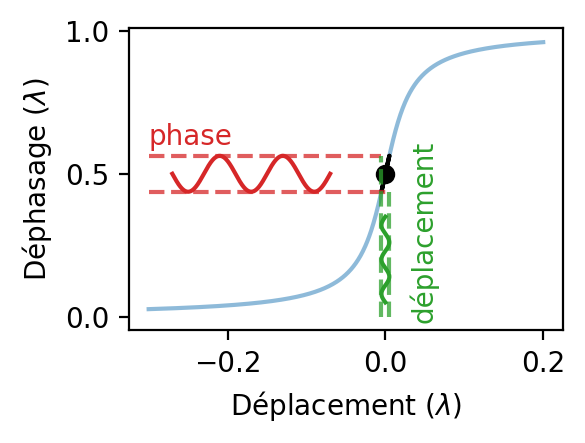 1.0
0.5
0.0
Déphasage (λ)
phase
déplacement
−0.2
0.0
0.2
Déplacement (λ)